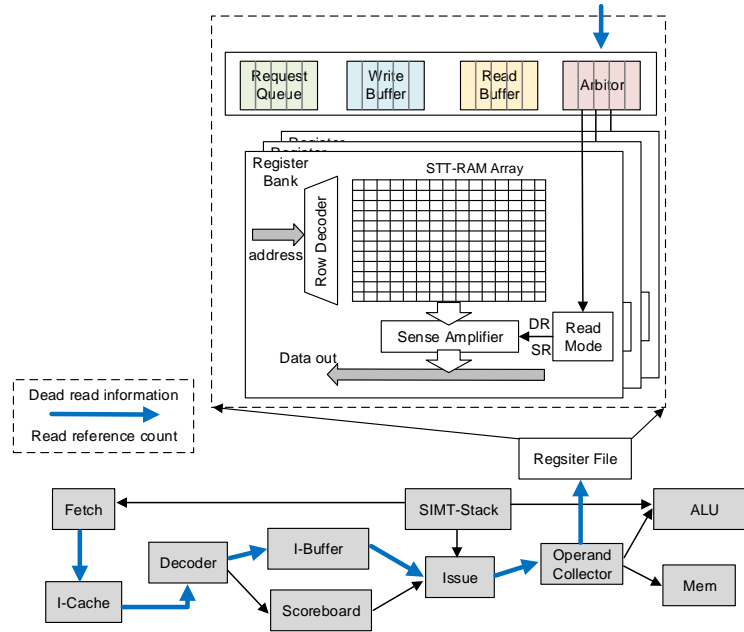 Request
Queue
Write
Buffer
Read
Buffer
Arbitor
Register
Register
Register
Bank
STT-RAM Array
Row Decoder
address
Sense Amplifier
DR
SR
Read
Mode
Data out
Dead read information
Read reference count
Regsiter File
Fetch
SIMT-Stack
ALU
I-Buffer
Decoder
Issue
Operand
Collector
I-Cache
Scoreboard
Mem